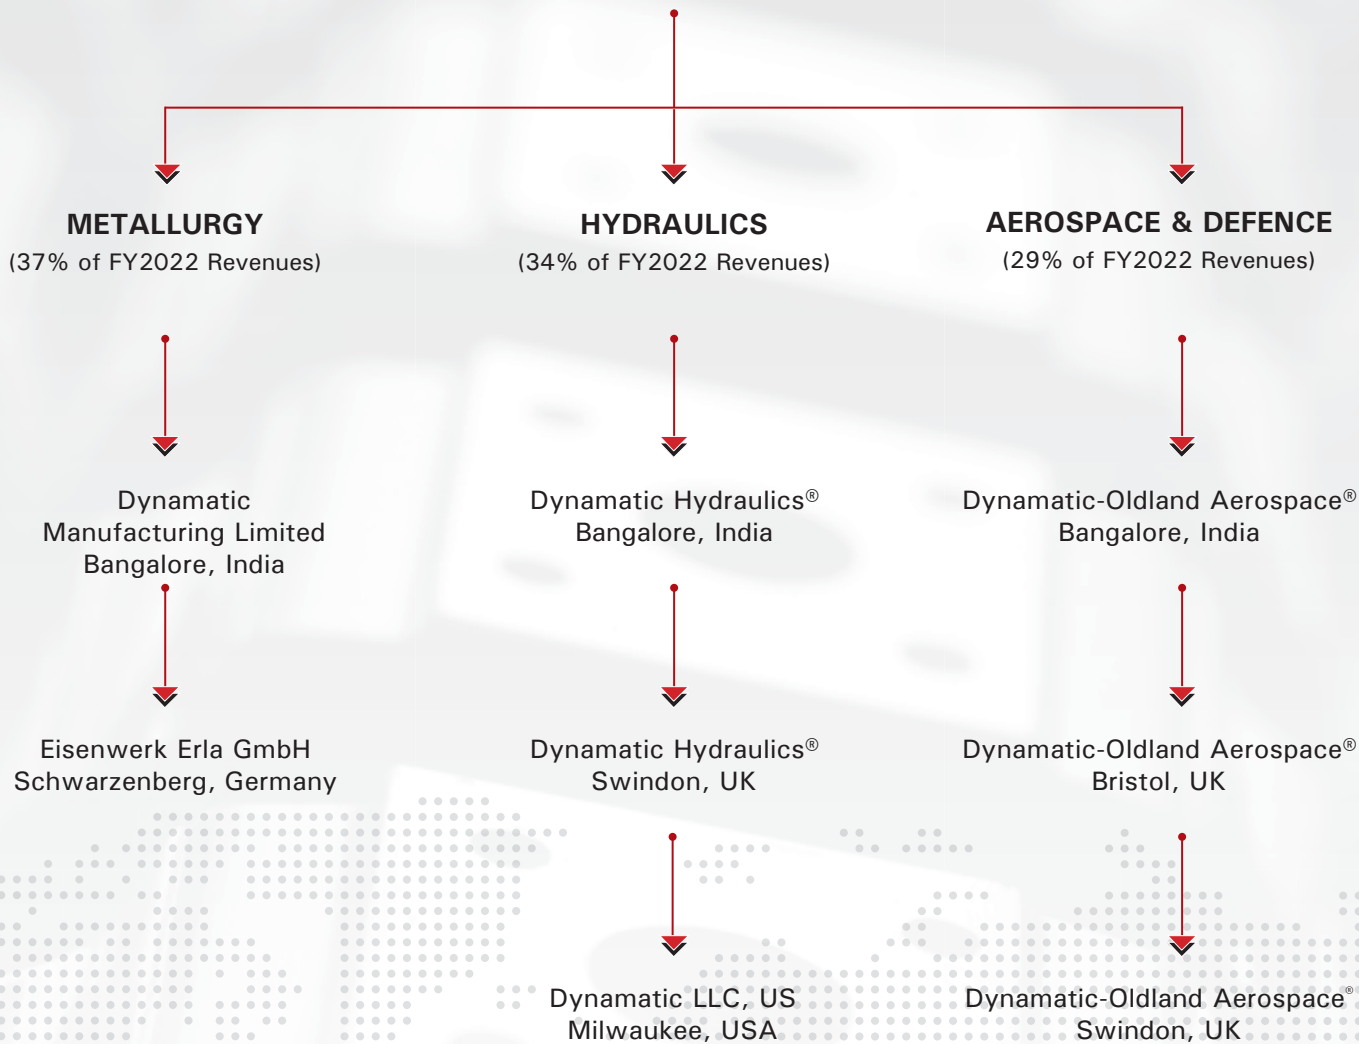 METALLURGY
(37% of FY2022 Revenues)
HYDRAULICS
(34% of FY2022 Revenues)
AEROSPACE & DEFENCE
(29% of FY2022 Revenues)
Dynamatic
Manufacturing Limited
Bangalore, India
Dynamatic Hydraulics®
Bangalore, India
Dynamatic-Oldland Aerospace®
Bangalore, India
Eisenwerk Erla GmbH
Schwarzenberg, Germany
Dynamatic Hydraulics®
Swindon, UK
Dynamatic-Oldland Aerospace®
Bristol, UK
Dynamatic LLC, US
Milwaukee, USA
Dynamatic-Oldland Aerospace®
Swindon, UK